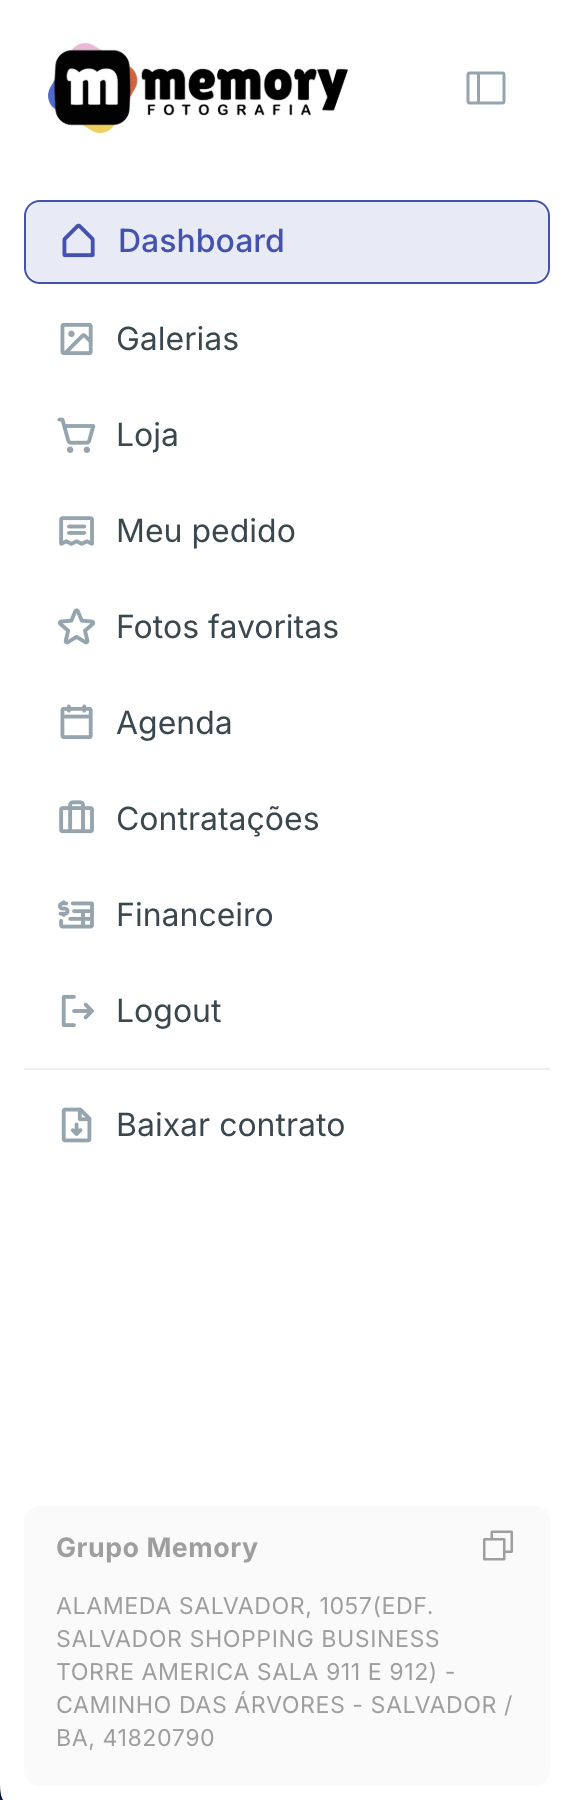 m memory
FOTOGRAFIA
Dashboard
Galerias
Loja
Meu pedido
Fotos favoritas
Agenda
Contratações
Financeiro
Logout
Baixar contrato
Grupo Memory
ALAMEDA SALVADOR, 1057(EDF.
SALVADOR SHOPPING BUSINESS
TORRE AMERICA SALA 911 E 912) -
CAMINHO DAS ÁRVORES - SALVADOR /
BA, 41820790